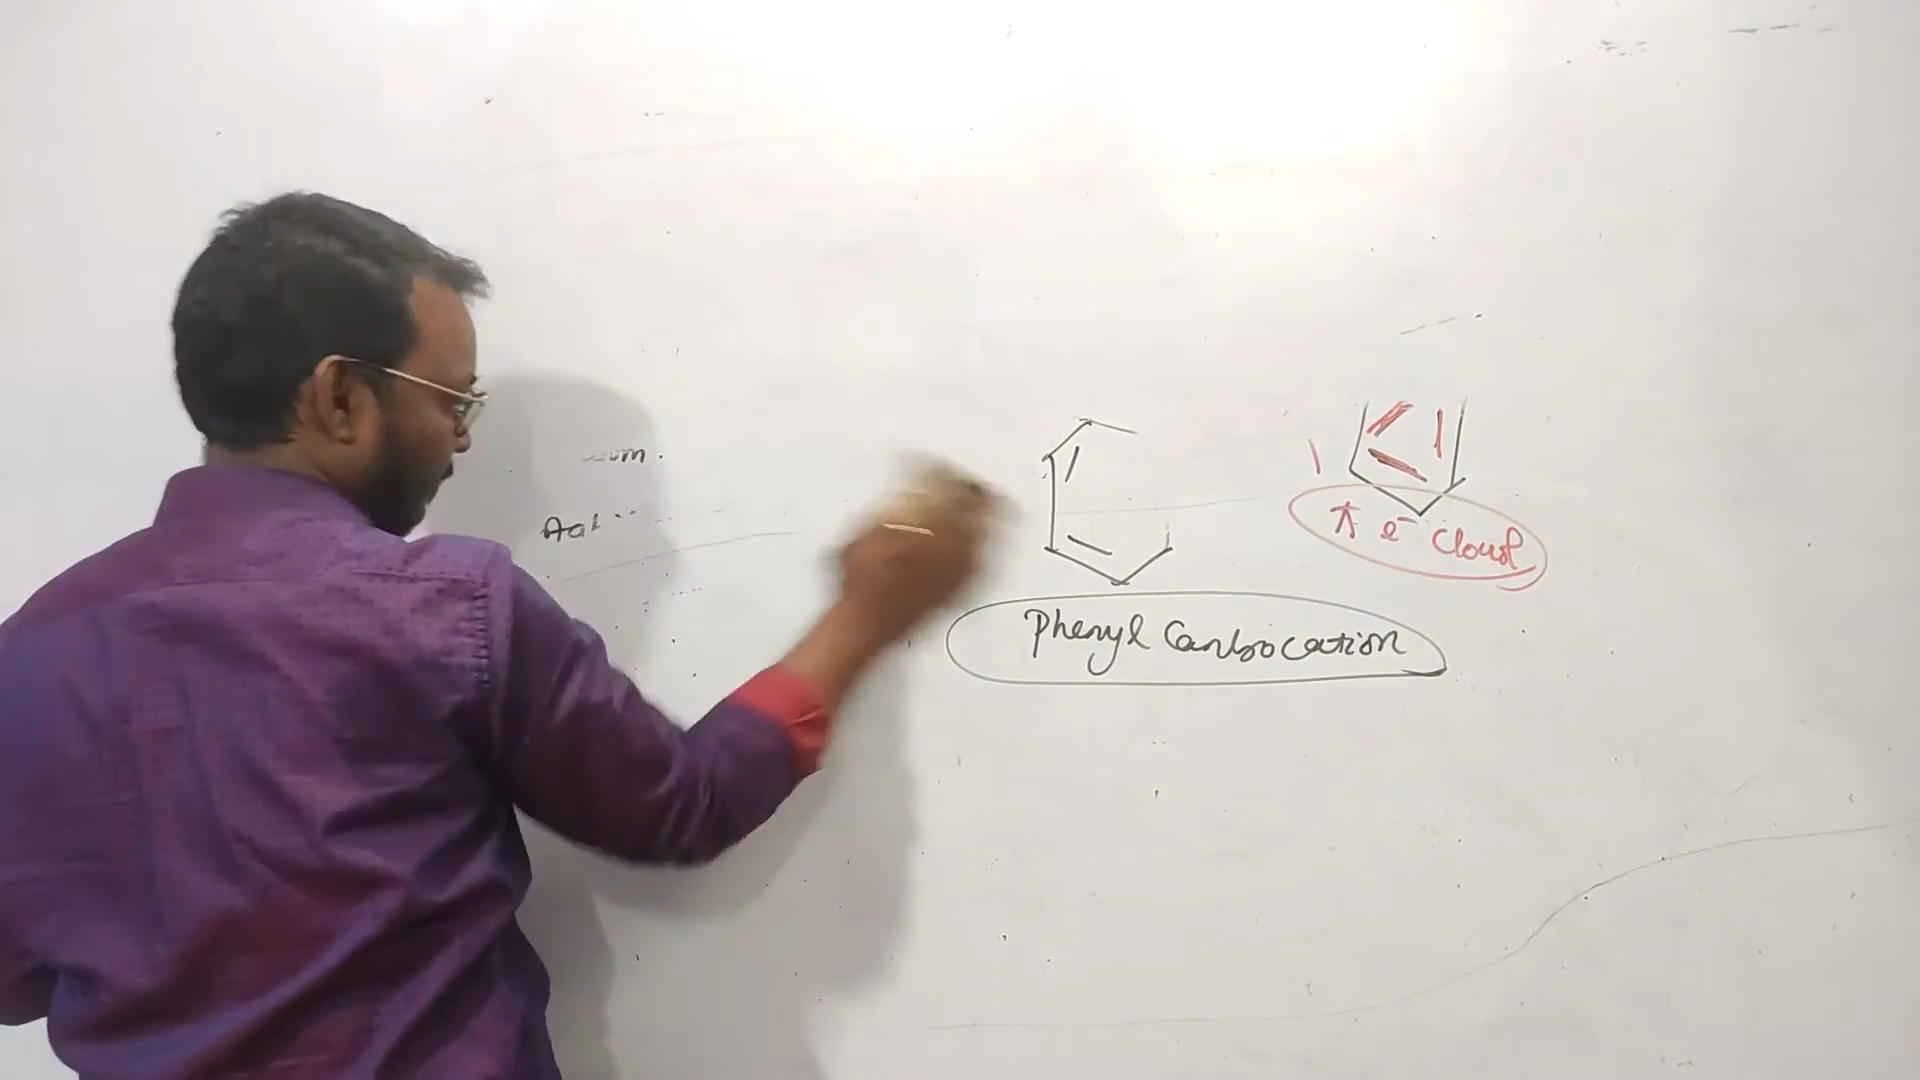 π e⁻ cloud
Phenyl Carbocation